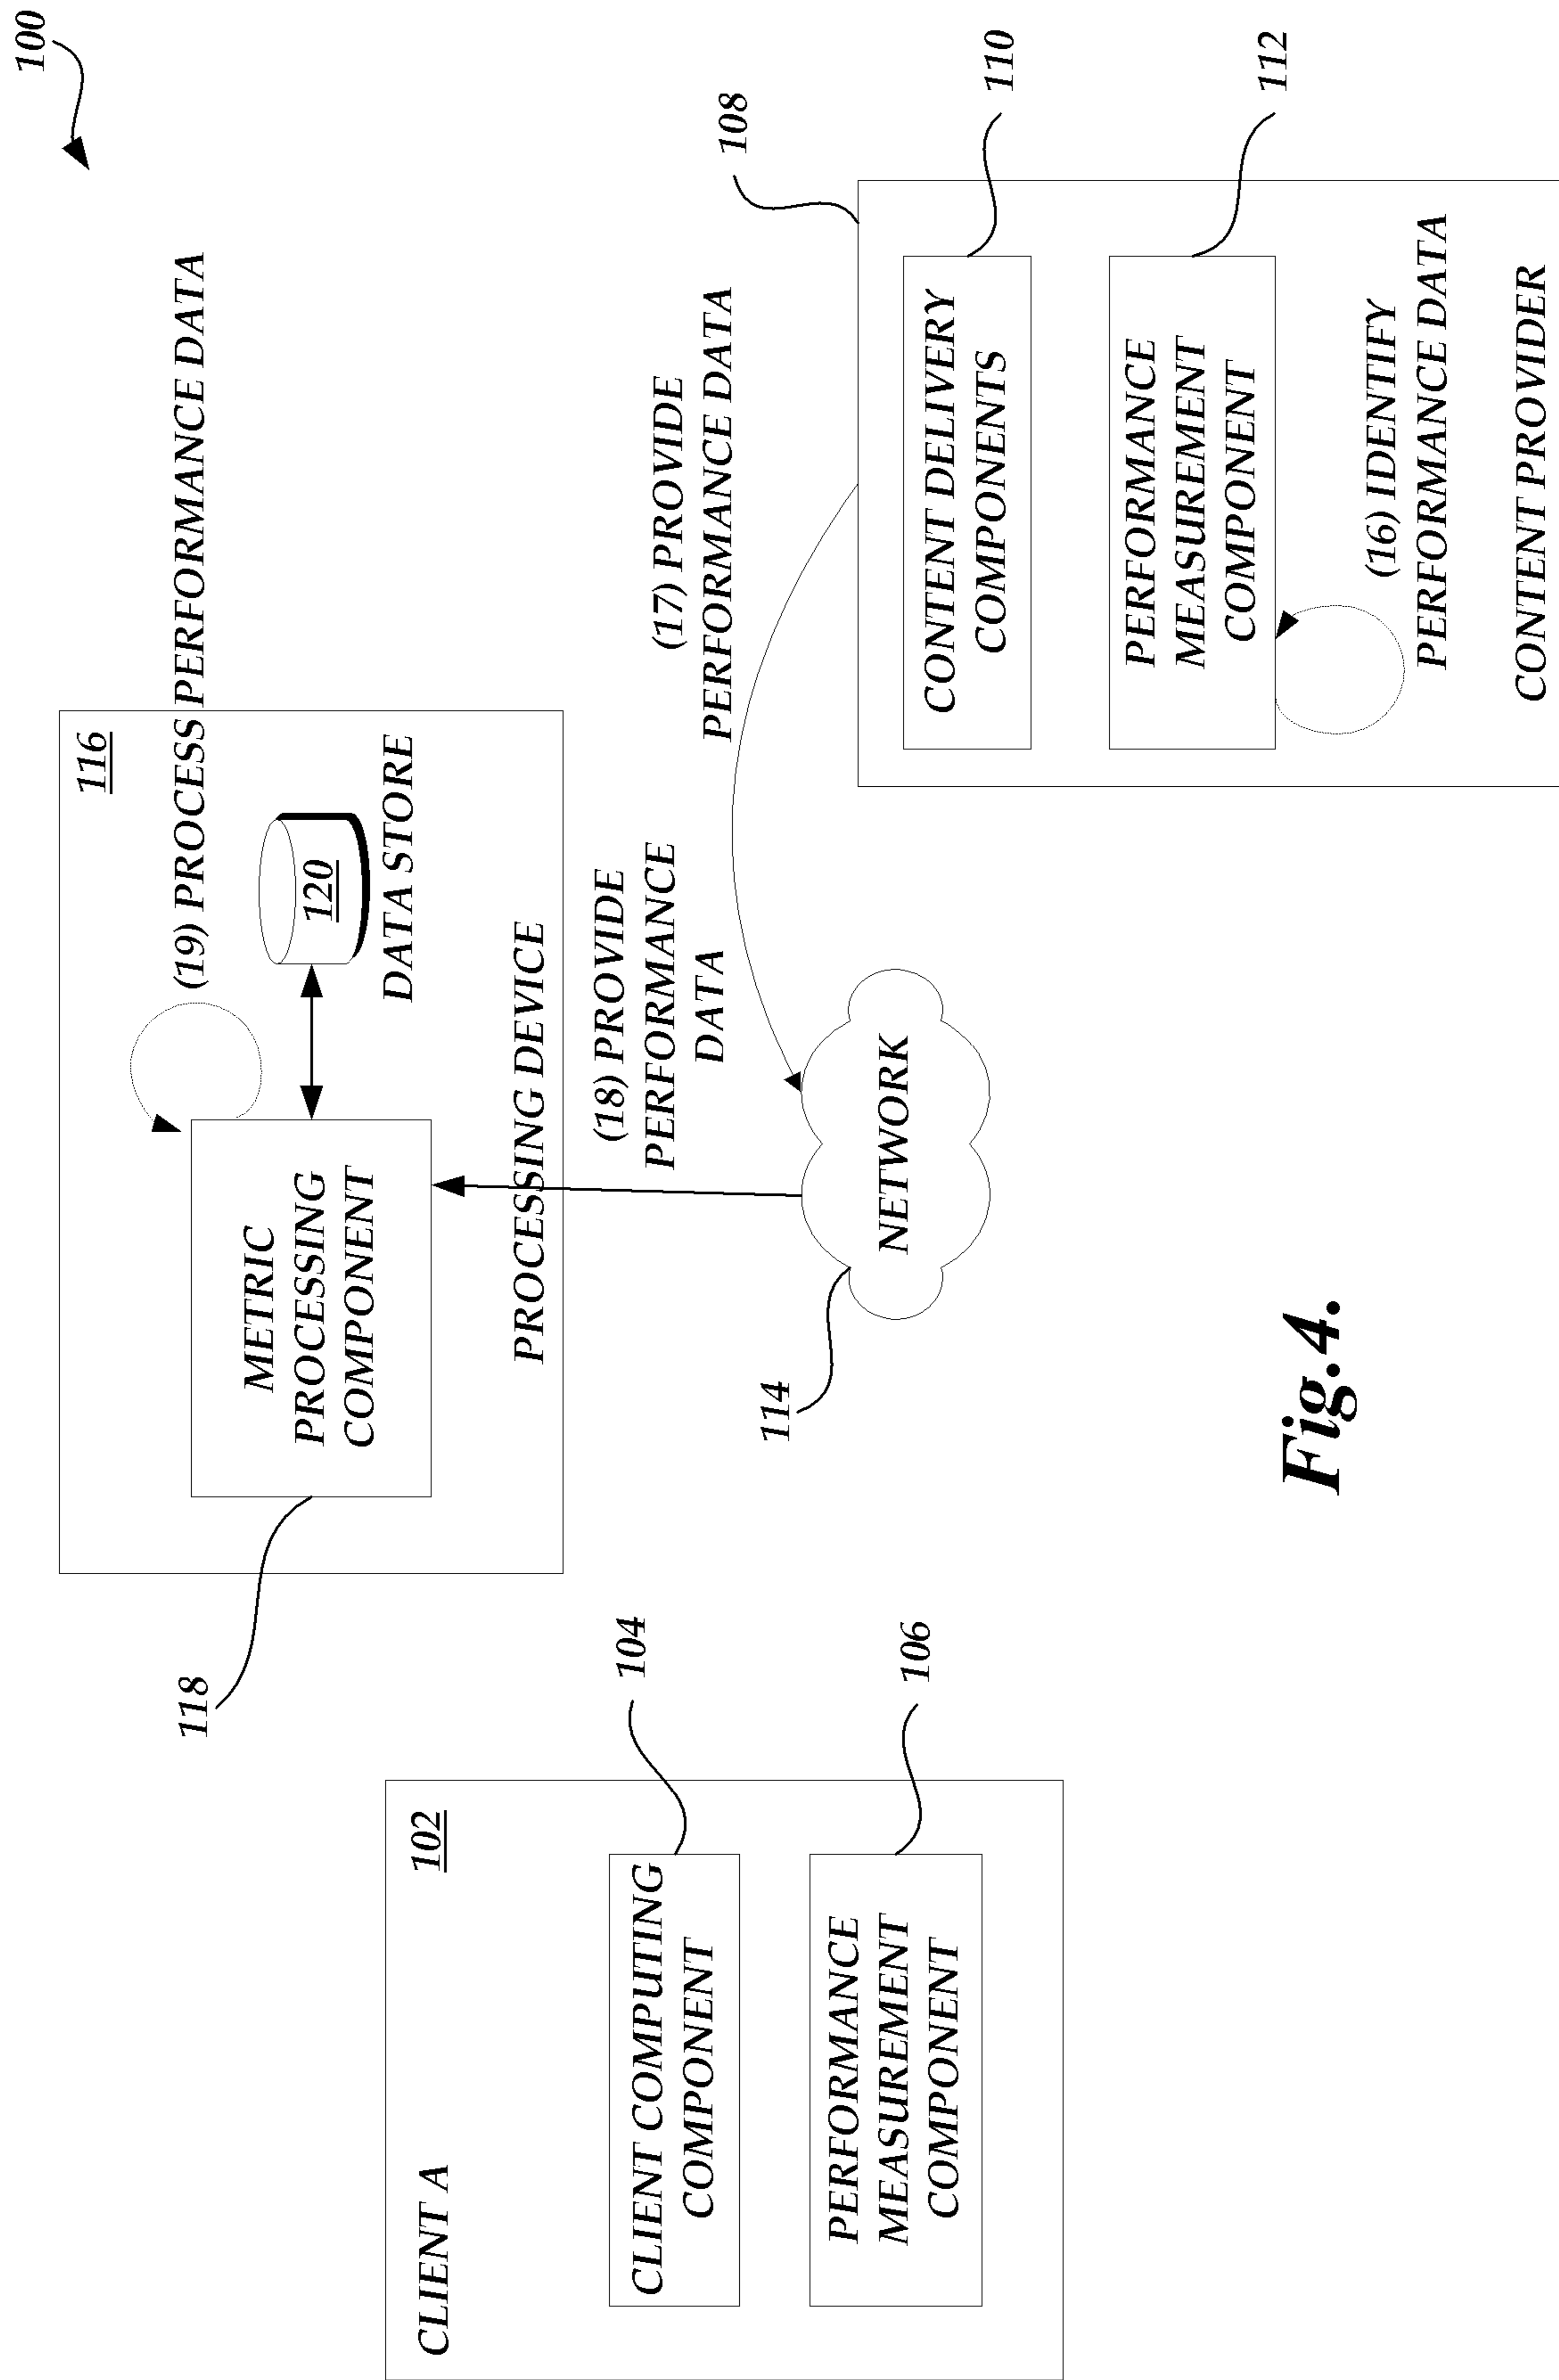 100
116
(19) PROCESS PERFORMANCE DATA
METRIC
PROCESSING
COMPONENT
120
DATA STORE
PROCESSING DEVICE
118
CLIENT A
102
CLIENT COMPUTING
COMPONENT
104
PERFORMANCE
MEASUREMENT
COMPONENT
106
(18) PROVIDE
PERFORMANCE
DATA
(17) PROVIDE
PERFORMANCE DATA
114
NETWORK
108
CONTENT DELIVERY
COMPONENTS
110
PERFORMANCE
MEASUREMENT
COMPONENT
112
(16) IDENTIFY
PERFORMANCE DATA
CONTENT PROVIDER
Fig.4.